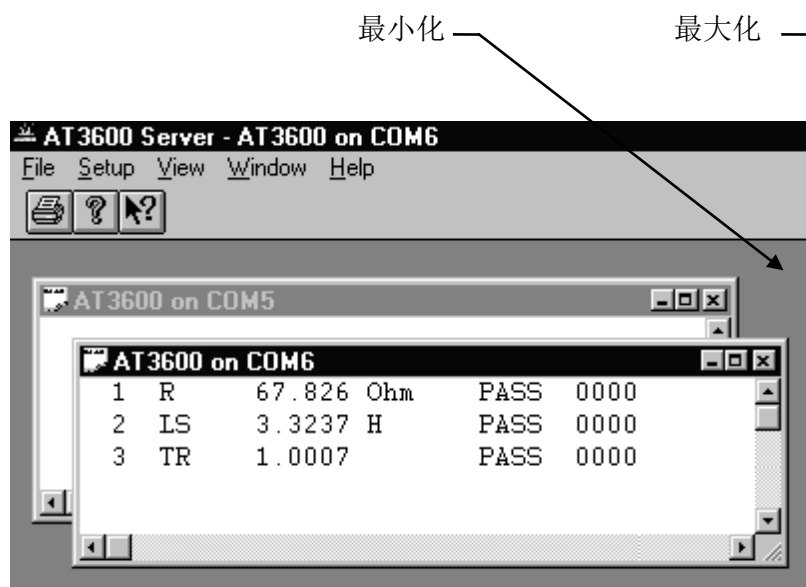 最小化 最大化
AT3600 Server - AT3600 on COM6
File Setup View Window Help
AT3600 on COM5
AT3600 on COM6
1 R 67.826 Ohm PASS 0000
2 LS 3.3237 H PASS 0000
3 TR 1.0007 PASS 0000